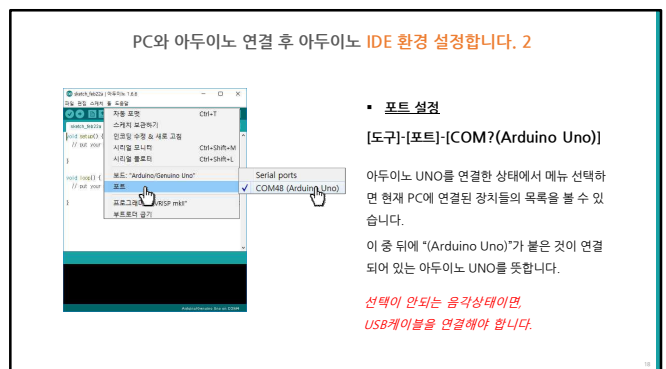 PC와 아두이노 연결 후 아두이노 IDE 환경 설정합니다. 2
sketch_feb22a | 아두이노 1.8.8
파일 편집 스케치 툴 도움말
자동 포맷 Ctrl+T
스케치 보관하기
인코딩 수정 & 새로 고침
시리얼 모니터 Ctrl+Shift+M
시리얼 플로터 Ctrl+Shift+L
보드: "Arduino/Genuino Uno"
포트
부트로더 굽기
sketch_feb22a
void setup() {
// put your
}
void loop() {
// put your
}
Serial ports
✓ COM48 (Arduino Uno)
Arduino/Genuino Uno on COM48
▪ 포트 설정
[도구]-[포트]-[COM?(Arduino Uno)]
아두이노 UNO를 연결한 상태에서 메뉴 선택하
면 현재 PC에 연결된 장치들의 목록을 볼 수 있
습니다.
이 중 뒤에 “(Arduino Uno)”가 붙은 것이 연결
되어 있는 아두이노 UNO를 뜻합니다.
선택이 안되는 음각상태이면,
USB케이블을 연결해야 합니다.
18